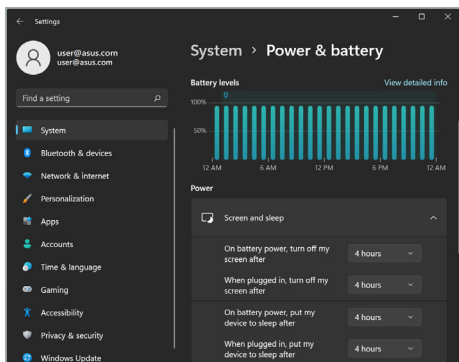 Settings
user@asus.com
user@asus.com
Find a setting
System
Bluetooth & devices
Network & internet
Personalization
Apps
Accounts
Time & language
Gaming
Accessibility
Privacy & security
Windows Update
System > Power & battery
Battery levels View detailed info
100%
50%
12 AM 6 AM 12 PM 6 PM 12 AM
Power
Screen and sleep
On battery power, turn off my
screen after
4 hours
When plugged in, turn off my
screen after
4 hours
On battery power, put my
device to sleep after
4 hours
When plugged in, put my
device to sleep after
4 hours